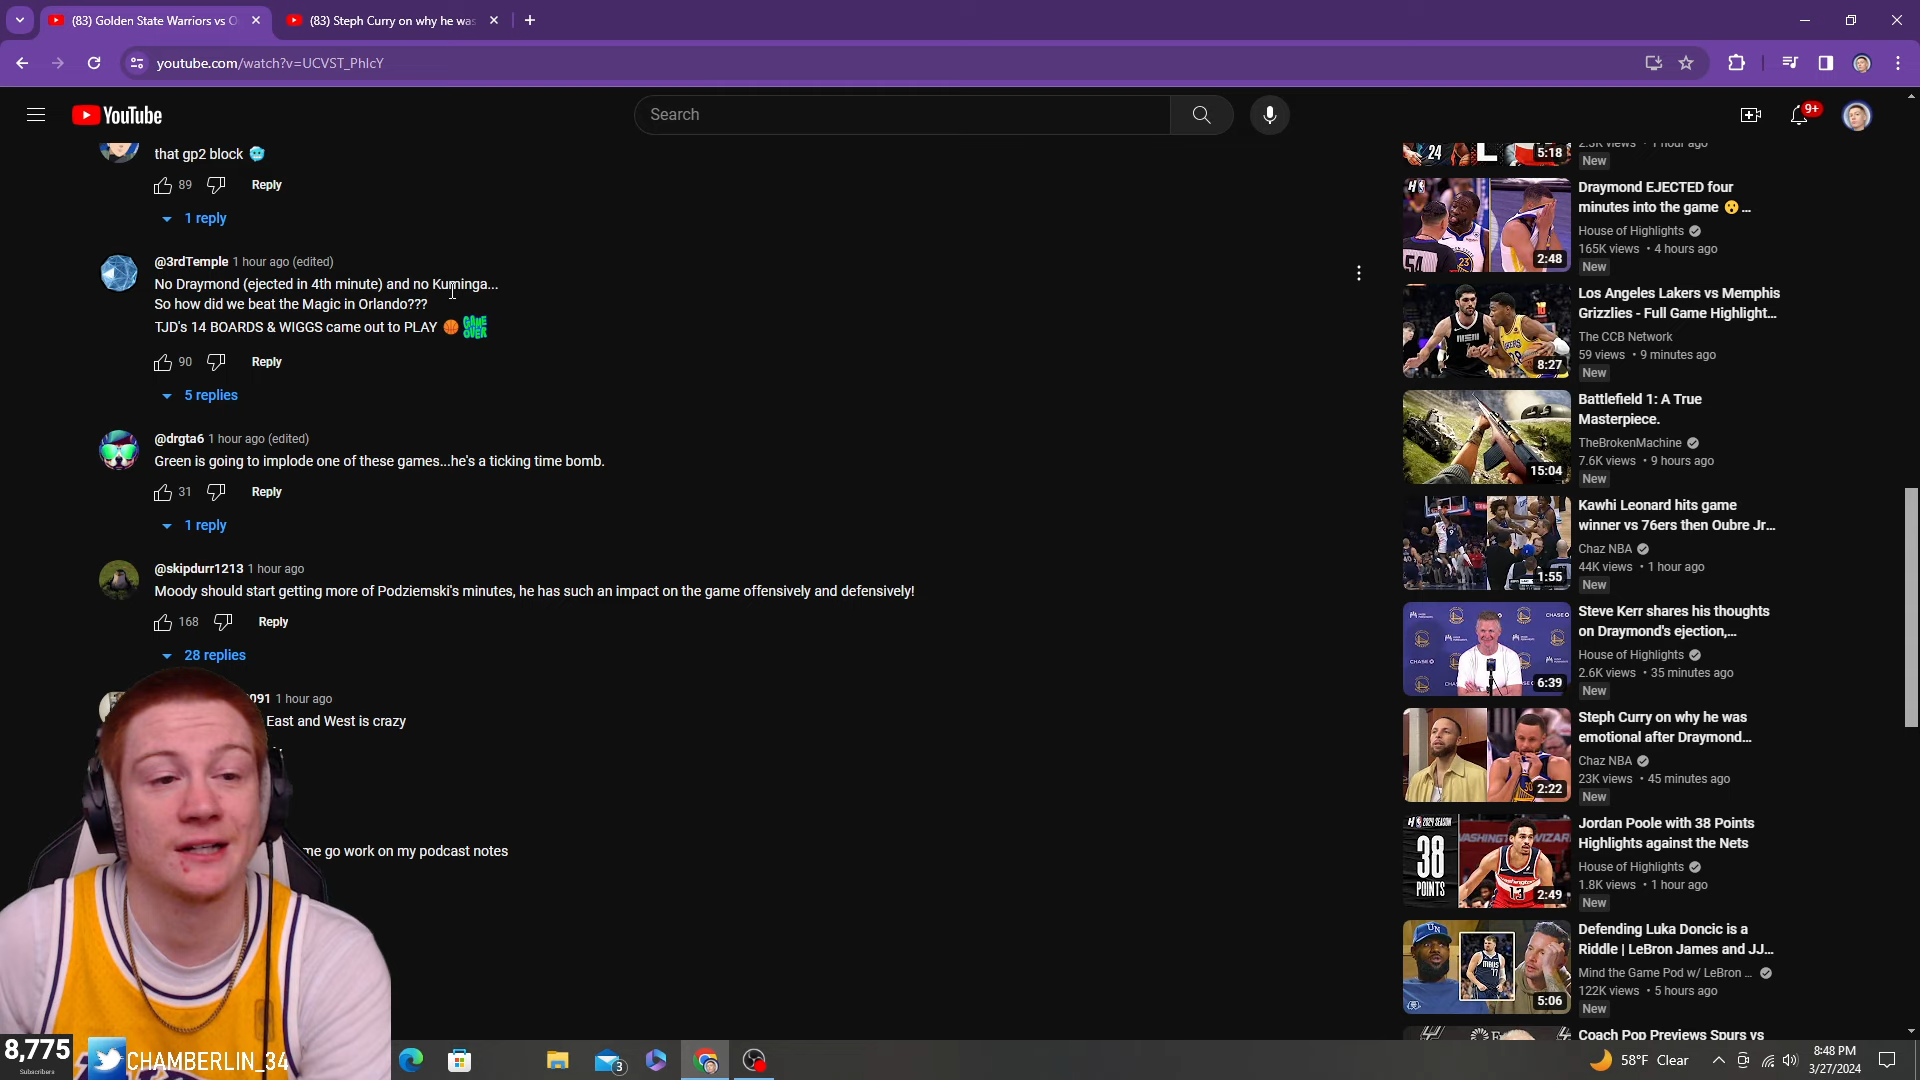 (83) Golden State Warriors vs O
(83) Steph Curry on why he was
youtube.com/watch?v=UCVST_PhlcY
YouTube
Search
9+
that gp2 block
89 Reply
1 reply
@3rdTemple 1 hour ago (edited)
No Draymond (ejected in 4th minute) and no Kuminga...
So how did we beat the Magic in Orlando???
TJD's 14 BOARDS & WIGGS came out to PLAY GAME OVER
90 Reply
5 replies
@drgta6 1 hour ago (edited)
Green is going to implode one of these games...he's a ticking time bomb.
31 Reply
1 reply
@skipdurr1213 1 hour ago
Moody should start getting more of Podziemski's minutes, he has such an impact on the game offensively and defensively!
168 Reply
28 replies
091 1 hour ago
East and West is crazy
me go work on my podcast notes
24
5:18
2.3K views • 1 hour ago
New
Draymond EJECTED four
minutes into the game 😮...
House of Highlights
165K views • 4 hours ago
New
2:48
Los Angeles Lakers vs Memphis
Grizzlies - Full Game Highlight...
The CCB Network
59 views • 9 minutes ago
New
8:27
Battlefield 1: A True
Masterpiece.
TheBrokenMachine
7.6K views • 9 hours ago
New
15:04
Kawhi Leonard hits game
winner vs 76ers then Oubre Jr...
Chaz NBA
44K views • 1 hour ago
New
1:55
Steve Kerr shares his thoughts
on Draymond's ejection,...
House of Highlights
2.6K views • 35 minutes ago
New
CHASE
6:39
Steph Curry on why he was
emotional after Draymond...
Chaz NBA
23K views • 45 minutes ago
New
2:22
Jordan Poole with 38 Points
Highlights against the Nets
House of Highlights
1.8K views • 1 hour ago
New
38
POINTS
2:49
Defending Luka Doncic is a
Riddle | LeBron James and JJ...
Mind the Game Pod w/ LeBron ...
122K views • 5 hours ago
New
5:06
Coach Pop Previews Spurs vs
8,775
Subscribers
CHAMBERLIN_34
3
58°F Clear
8:48 PM
3/27/2024